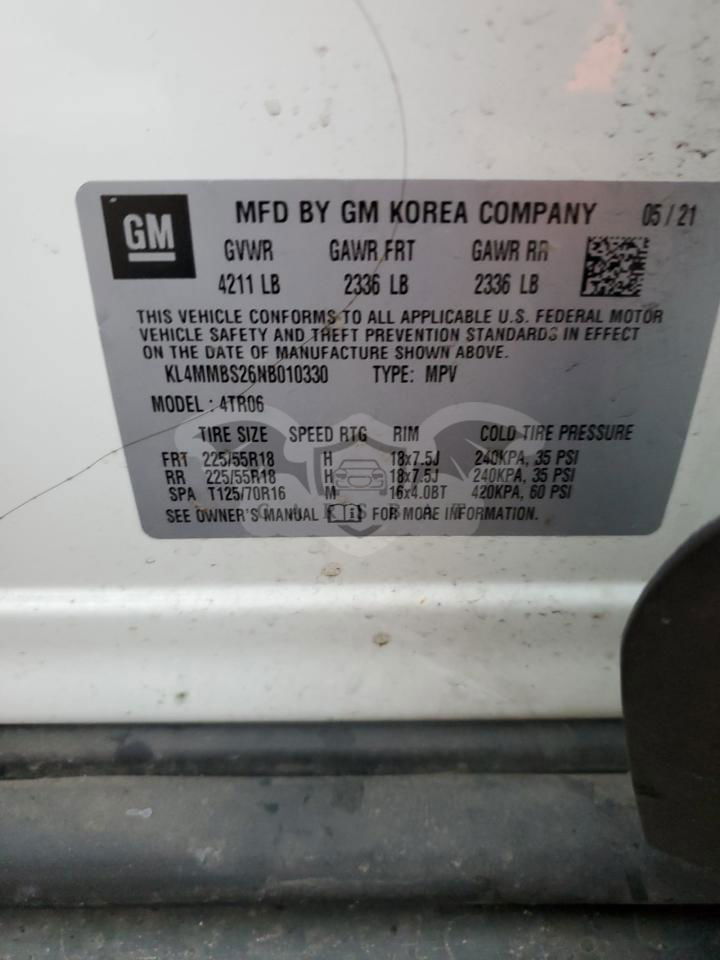 GM MFD BY GM KOREA COMPANY 05/21
GVWR GAWR FRT GAWR RR
4211 LB 2336 LB 2336 LB
THIS VEHICLE CONFORMS TO ALL APPLICABLE U.S. FEDERAL MOTOR
VEHICLE SAFETY AND THEFT PREVENTION STANDARDS IN EFFECT
ON THE DATE OF MANUFACTURE SHOWN ABOVE.
KL4MMBS26NB010330 TYPE: MPV
MODEL : 4TR06
TIRE SIZE SPEED RTG RIM COLD TIRE PRESSURE
FRT 225/55R18 H 18x7.5J 240KPA, 35 PSI
RR 225/55R18 H 18x7.5J 240KPA, 35 PSI
SPA T125/70R16 M 16x4.0BT 420KPA, 60 PSI
SEE OWNER'S MANUAL FOR MORE INFORMATION.